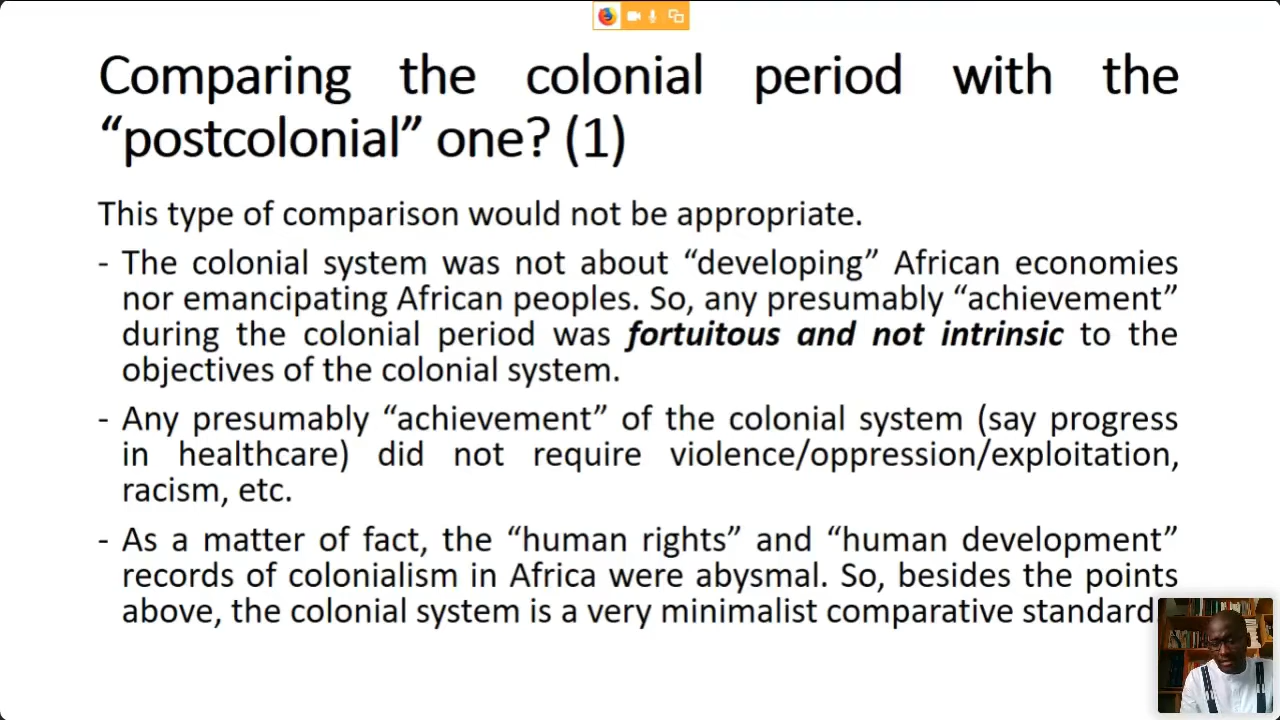 Comparing the colonial period with the
“postcolonial” one? (1)
This type of comparison would not be appropriate.
- The colonial system was not about “developing” African economies
nor emancipating African peoples. So, any presumably “achievement”
during the colonial period was fortuitous and not intrinsic to the
objectives of the colonial system.
- Any presumably “achievement” of the colonial system (say progress
in healthcare) did not require violence/oppression/exploitation,
racism, etc.
- As a matter of fact, the “human rights” and “human development”
records of colonialism in Africa were abysmal. So, besides the points
above, the colonial system is a very minimalist comparative standard.